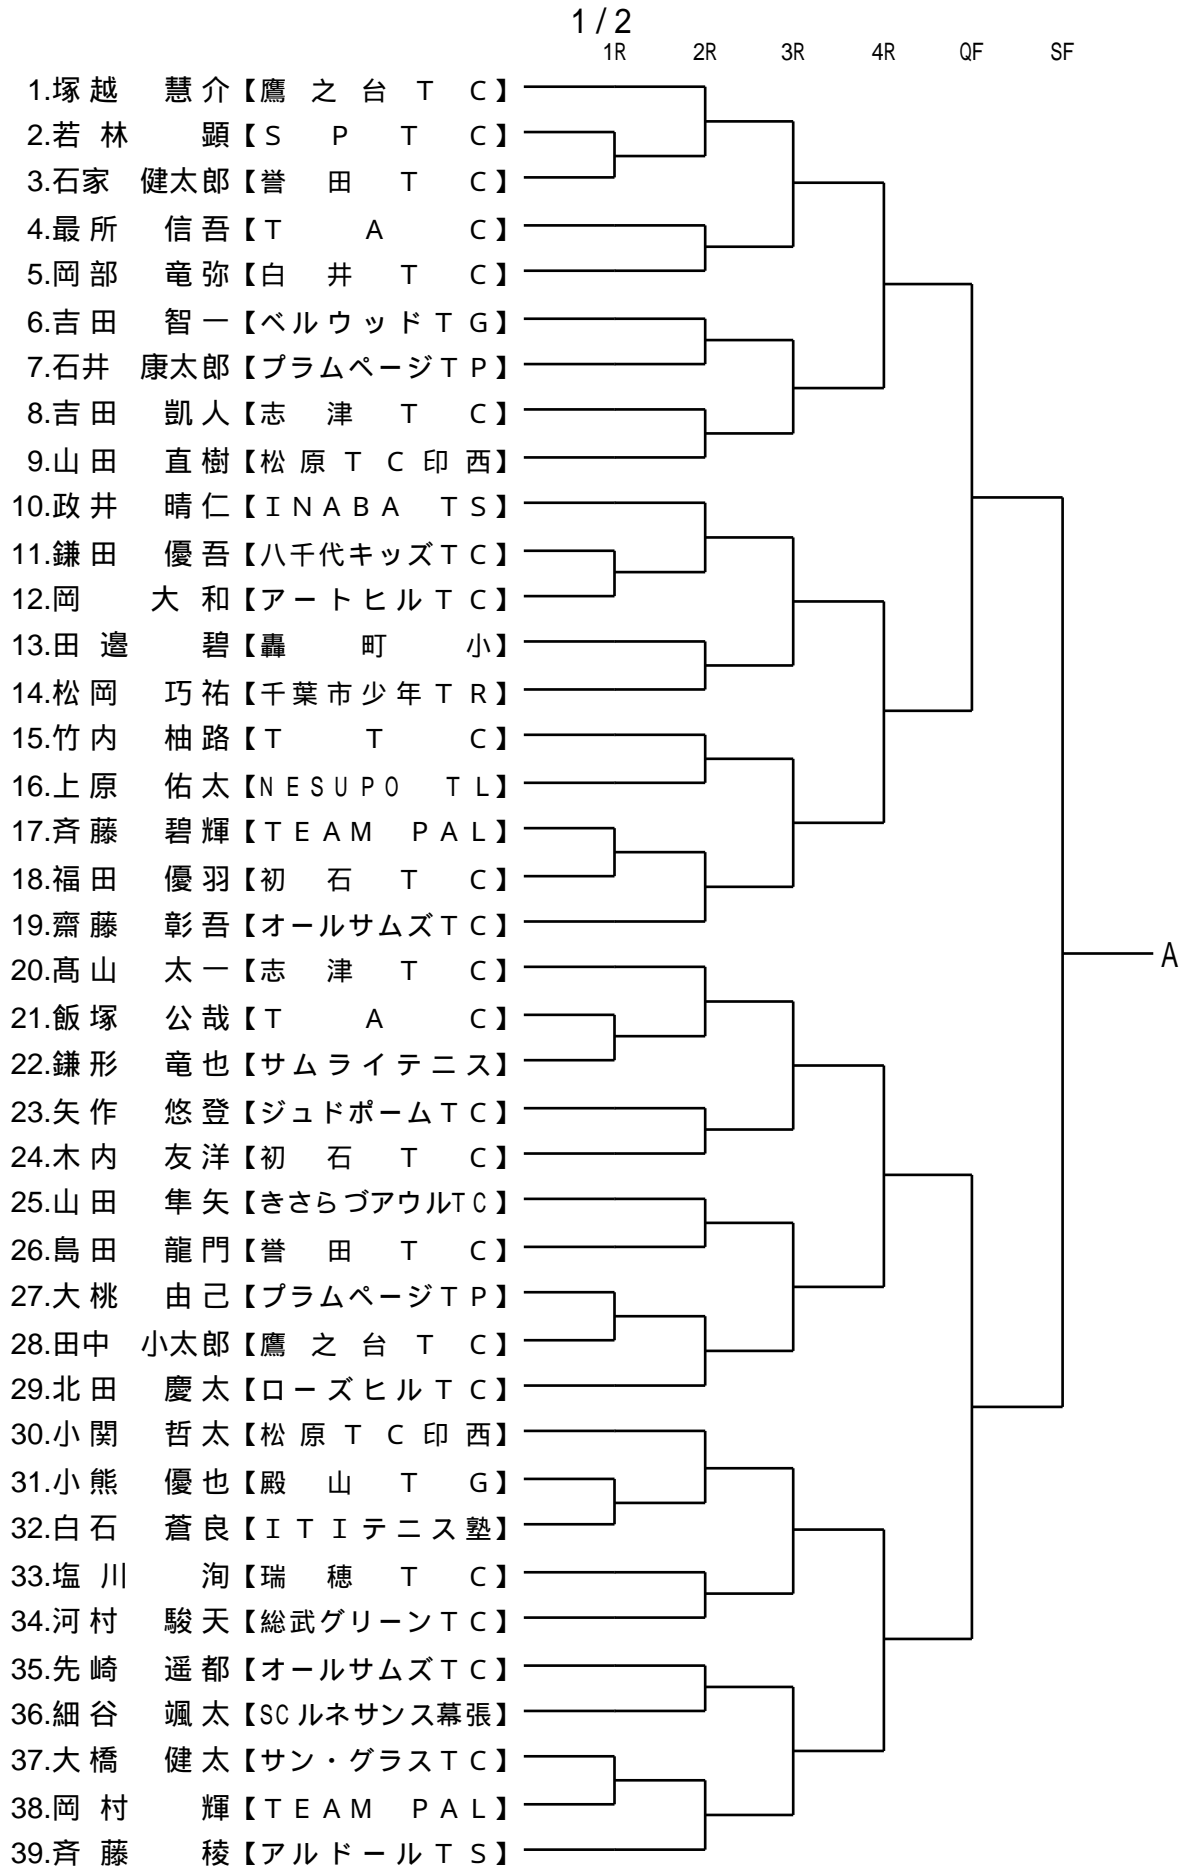 1 / 2
1R 2R 3R 4R QF SF
1.塚越 慧介【鷹之台TC】
2.若林 顕【SPTC】
3.石家 健太郎【誉田TC】
4.最所 信吾【TAC】
5.岡部 竜弥【白井TC】
6.吉田 智一【ベルウッドTG】
7.石井 康太郎【プラムページTP】
8.吉田 凱人【志津TC】
9.山田 直樹【松原TC印西】
10.政井 晴仁【INABA TS】
11.鎌田 優吾【八千代キッズTC】
12.岡 大和【アートヒルTC】
13.田邉 碧【轟町小】
14.松岡 巧祐【千葉市少年TR】
15.竹内 柚路【TTC】
16.上原 佑太【NESUPO TL】
17.斉藤 碧輝【TEAM PAL】
18.福田 優羽【初石TC】
19.齋藤 彰吾【オールサムズTC】
20.髙山 太一【志津TC】
A
21.飯塚 公哉【TAC】
22.鎌形 竜也【サムライテニス】
23.矢作 悠登【ジュドポームTC】
24.木内 友洋【初石TC】
25.山田 隼矢【きさらづアウルTC】
26.島田 龍門【誉田TC】
27.大桃 由己【プラムページTP】
28.田中 小太郎【鷹之台TC】
29.北田 慶太【ローズヒルTC】
30.小関 哲太【松原TC印西】
31.小熊 優也【殿山TG】
32.白石 蒼良【ITIテニス塾】
33.塩川 洵【瑞穂TC】
34.河村 駿天【総武グリーンTC】
35.先崎 遥都【オールサムズTC】
36.細谷 颯太【SCルネサンス幕張】
37.大橋 健太【サン・グラスTC】
38.岡村 輝【TEAM PAL】
39.斉藤 稜【アルドールTS】